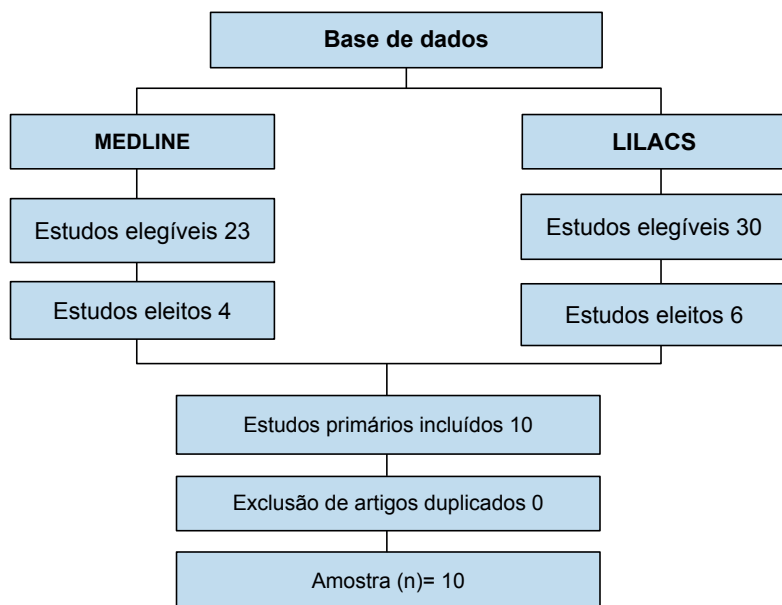 Base de dados
MEDLINE
LILACS
Estudos elegíveis 23
Estudos elegíveis 30
Estudos eleitos 4
Estudos eleitos 6
Estudos primários incluídos 10
Exclusão de artigos duplicados 0
Amostra (n)= 10